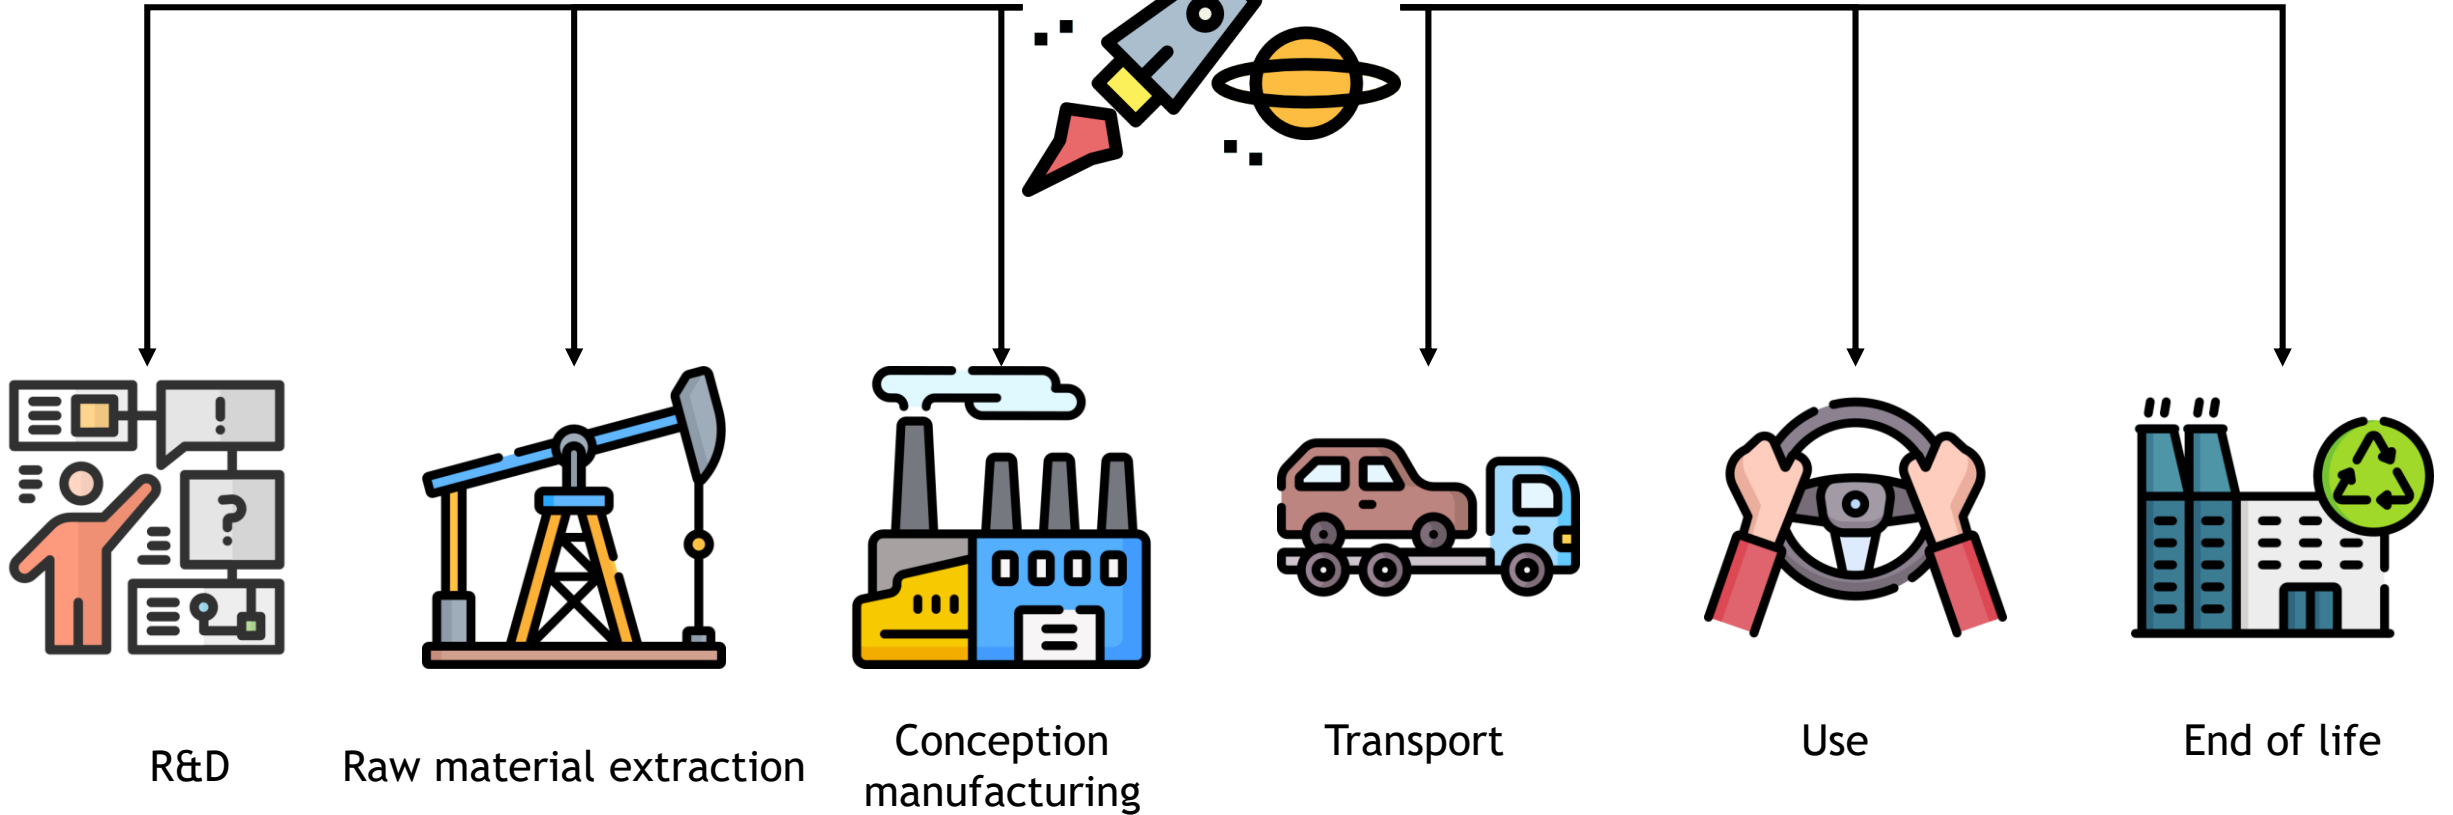 !
?
R&D
Raw material extraction
Conception
manufacturing
Transport
Use
End of life